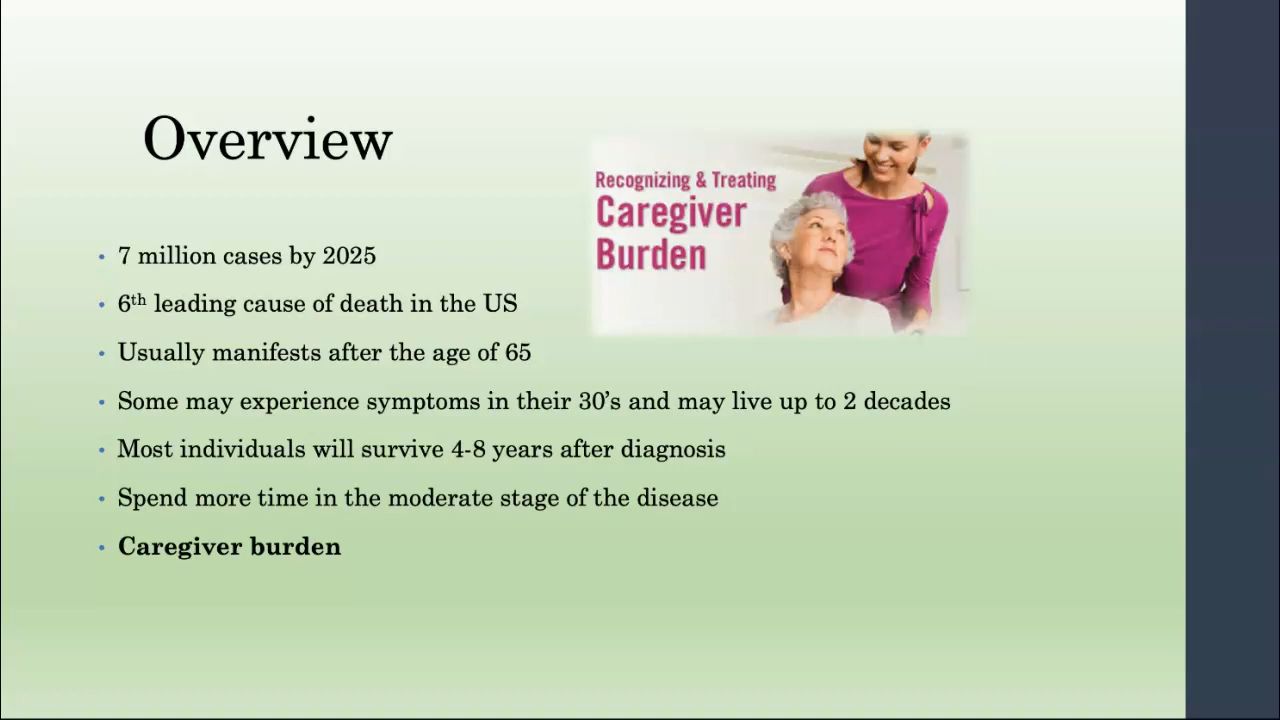 Overview
Recognizing & Treating
Caregiver
Burden
• 7 million cases by 2025
• 6th leading cause of death in the US
• Usually manifests after the age of 65
• Some may experience symptoms in their 30’s and may live up to 2 decades
• Most individuals will survive 4-8 years after diagnosis
• Spend more time in the moderate stage of the disease
• Caregiver burden